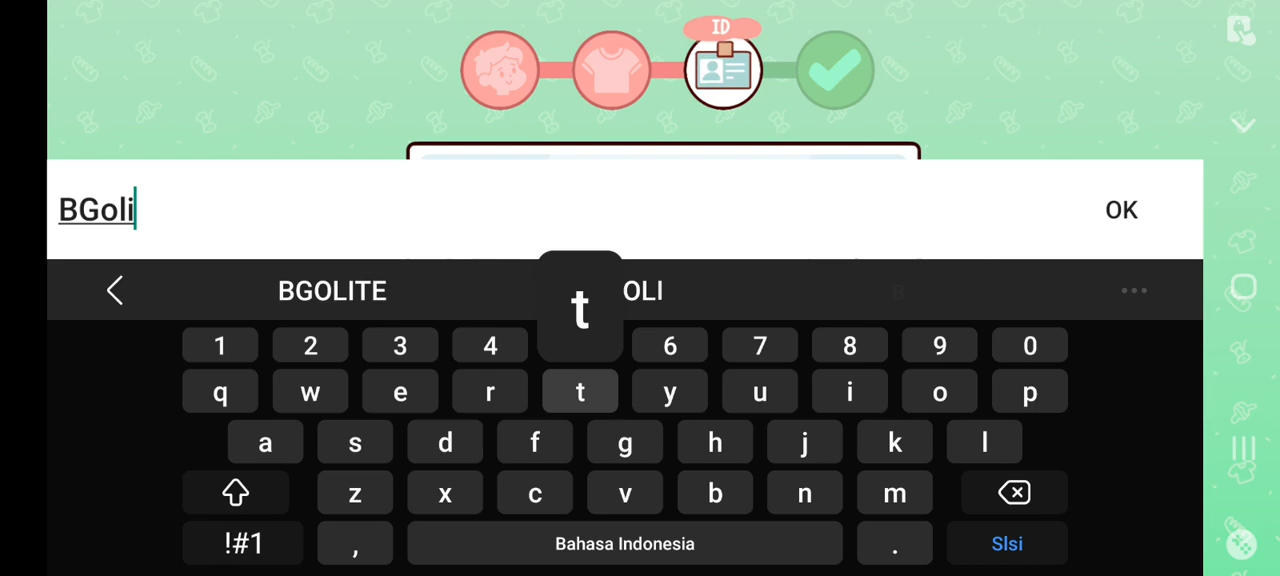 ID
BGoli
OK
BGOLITE
OLI
B
t
1 2 3 4 6 7 8 9 0
q w e r t y u i o p
a s d f g h j k l
z x c v b n m
!#1 , Bahasa Indonesia . Slsi